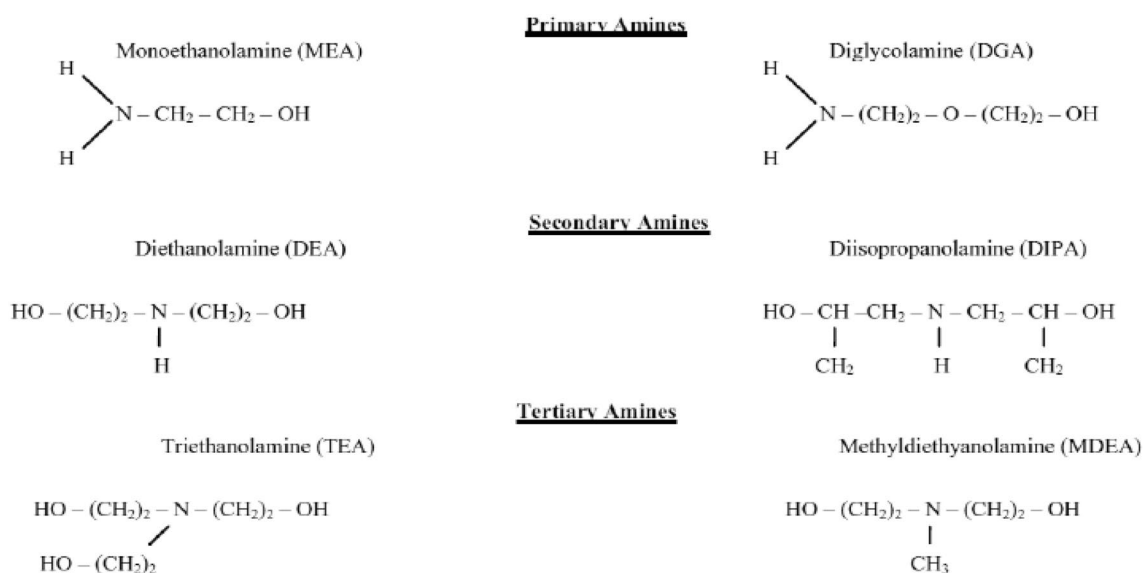 Primary Amines
Monoethanolamine (MEA)
Diglycolamine (DGA)
H
H
N – CH₂ – CH₂ – OH
N – (CH₂)₂ – O – (CH₂)₂ – OH
H
H
Secondary Amines
Diethanolamine (DEA)
Diisopropanolamine (DIPA)
HO – (CH₂)₂ – N – (CH₂)₂ – OH
HO – CH –CH₂ – N – CH₂ – CH – OH
H
CH₂
H
CH₂
Tertiary Amines
Triethanolamine (TEA)
Methyldiethyanolamine (MDEA)
HO – (CH₂)₂ – N – (CH₂)₂ – OH
HO – (CH₂)₂ – N – (CH₂)₂ – OH
HO – (CH₂)₂
CH₃